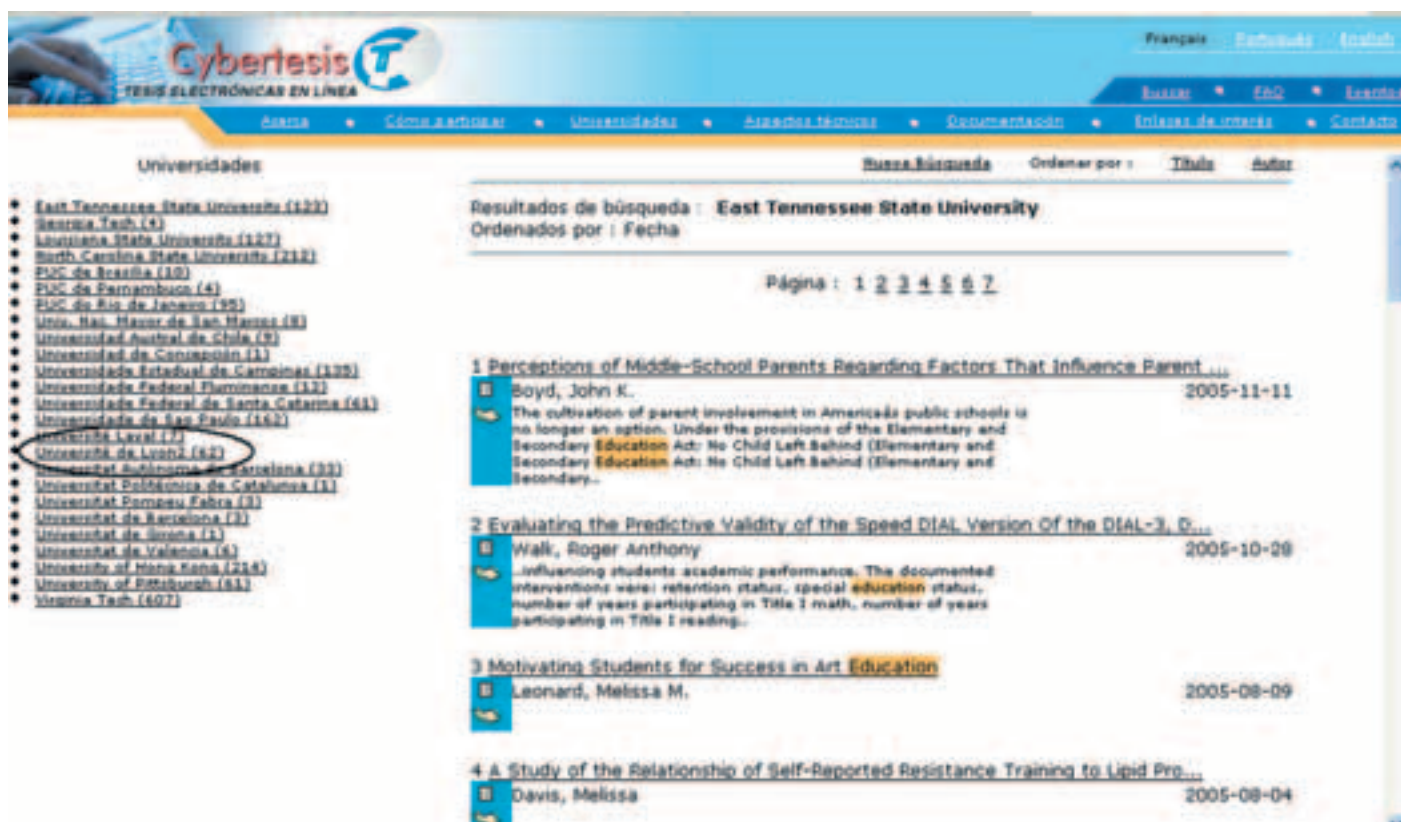 Cybertesis
TESIS ELECTRÓNICAS EN LÍNEA
Français Português English
Buscar FAQ Eventos
Acerca Cómo participar Universidades Aspectos técnicos Documentación Enlaces de interés Contacto
Universidades
East Tennessee State University (123)
Georgia Tech (4)
Louisiana State University (127)
North Carolina State University (212)
PUC de Brasilia (10)
PUC de Pernambuco (4)
PUC do Rio de Janeiro (95)
Univ. Nac. Mayor de San Marcos (8)
Universidad Austral de Chile (9)
Universidad de Concepción (1)
Universidade Estadual de Campinas (135)
Universidade Federal Fluminense (12)
Universidade Federal de Santa Catarina (61)
Universidade de Sao Paulo (162)
Université Laval (7)
Université de Lyon2 (62)
Universitat Autònoma de Barcelona (33)
Universitat Politécnica de Catalunya (1)
Universitat Pompeu Fabra (3)
Universitat de Barcelona (3)
Universitat de Girona (1)
Universitat de Valencia (6)
University of Hong Kong (214)
University of Pittsburgh (61)
Virginia Tech (607)
Nueva Búsqueda Ordenar por : Título Autor
Resultados de búsqueda : East Tennessee State University
Ordenados por : Fecha
Página : 1 2 3 4 5 6 7
1 Perceptions of Middle-School Parents Regarding Factors That Influence Parent ...
Boyd, John K. 2005-11-11
The cultivation of parent involvement in Americaâs public schools is
no longer an option. Under the provisions of the Elementary and
Secondary Education Act: No Child Left Behind (Elementary and
Secondary Education Act: No Child Left Behind (Elementary and
Secondary...
2 Evaluating the Predictive Validity of the Speed DIAL Version Of the DIAL-3, D...
Walk, Roger Anthony 2005-10-28
...influencing students academic performance. The documented
interventions were: retention status, special education status,
number of years participating in Title I math, number of years
participating in Title I reading...
3 Motivating Students for Success in Art Education
Leonard, Melissa M. 2005-08-09
4 A Study of the Relationship of Self-Reported Resistance Training to Lipid Pro...
Davis, Melissa 2005-08-04